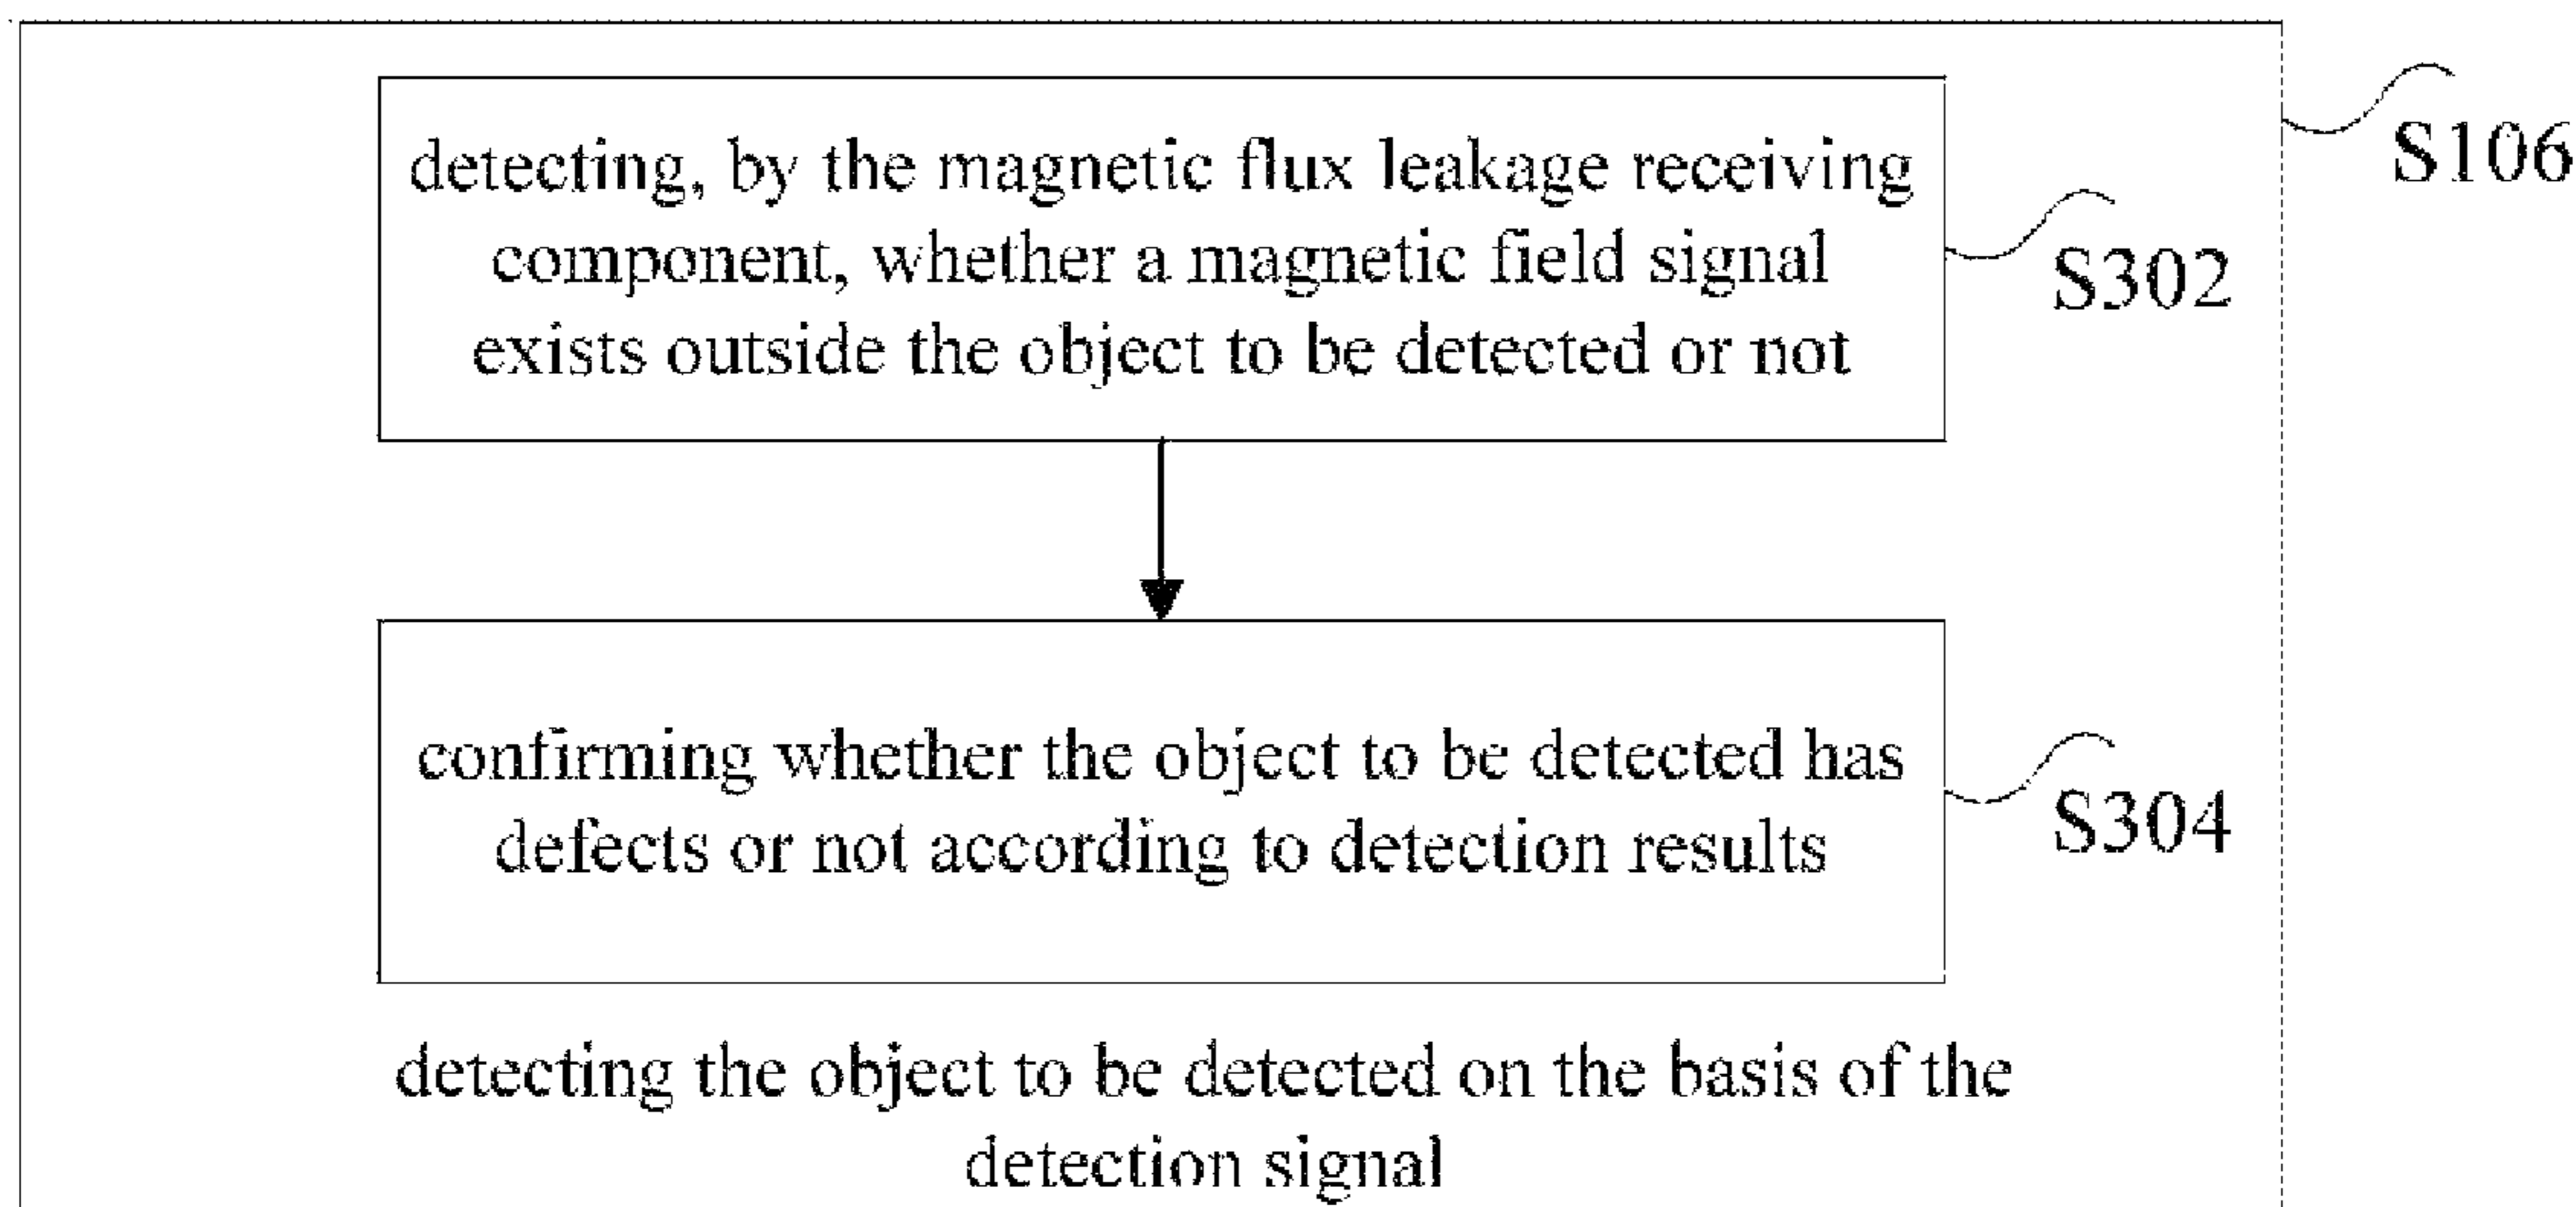 S106
detecting, by the magnetic flux leakage receiving
component, whether a magnetic field signal
exists outside the object to be detected or not
S302
confirming whether the object to be detected has
defects or not according to detection results
S304
detecting the object to be detected on the basis of the
detection signal